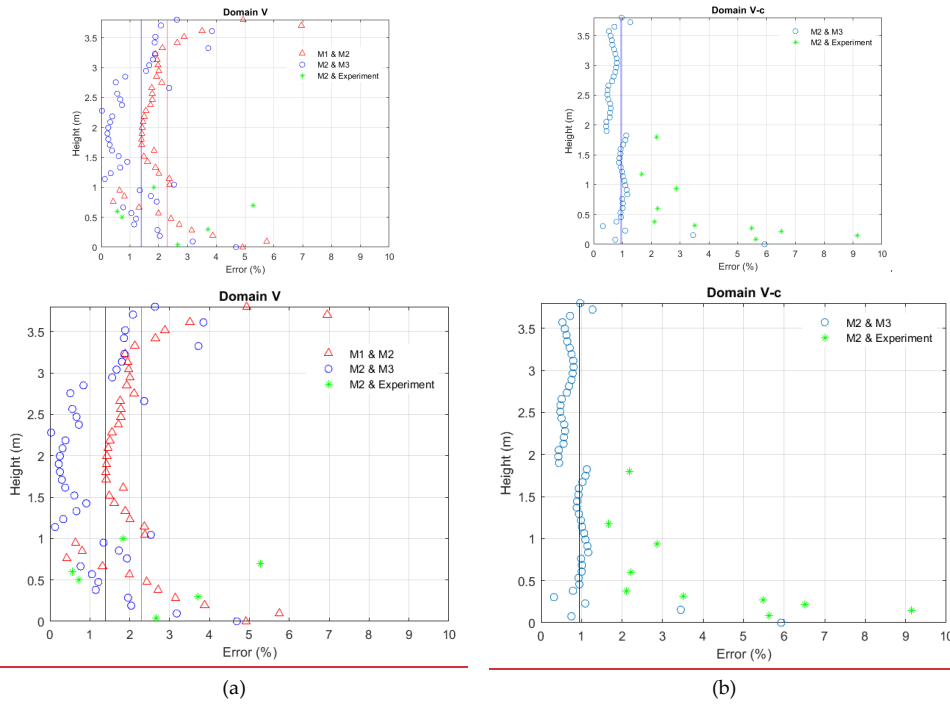 Domain V
3.5
3
2.5
2
1.5
1
0.5
0
Height (m)
0 1 2 3 4 5 6 7 8 9 10
Error (%)
M1 & M2
M2 & M3
M2 & Experiment
Domain V-c
3.5
3
2.5
2
1.5
1
0.5
0
Height (m)
0 1 2 3 4 5 6 7 8 9 10
Error (%)
M2 & M3
M2 & Experiment
Domain V
3.5
3
2.5
2
1.5
1
0.5
0
Height (m)
0 1 2 3 4 5 6 7 8 9 10
Error (%)
M1 & M2
M2 & M3
M2 & Experiment
Domain V-c
3.5
3
2.5
2
1.5
1
0.5
0
Height (m)
0 1 2 3 4 5 6 7 8 9 10
Error (%)
M2 & M3
M2 & Experiment
(a)
(b)